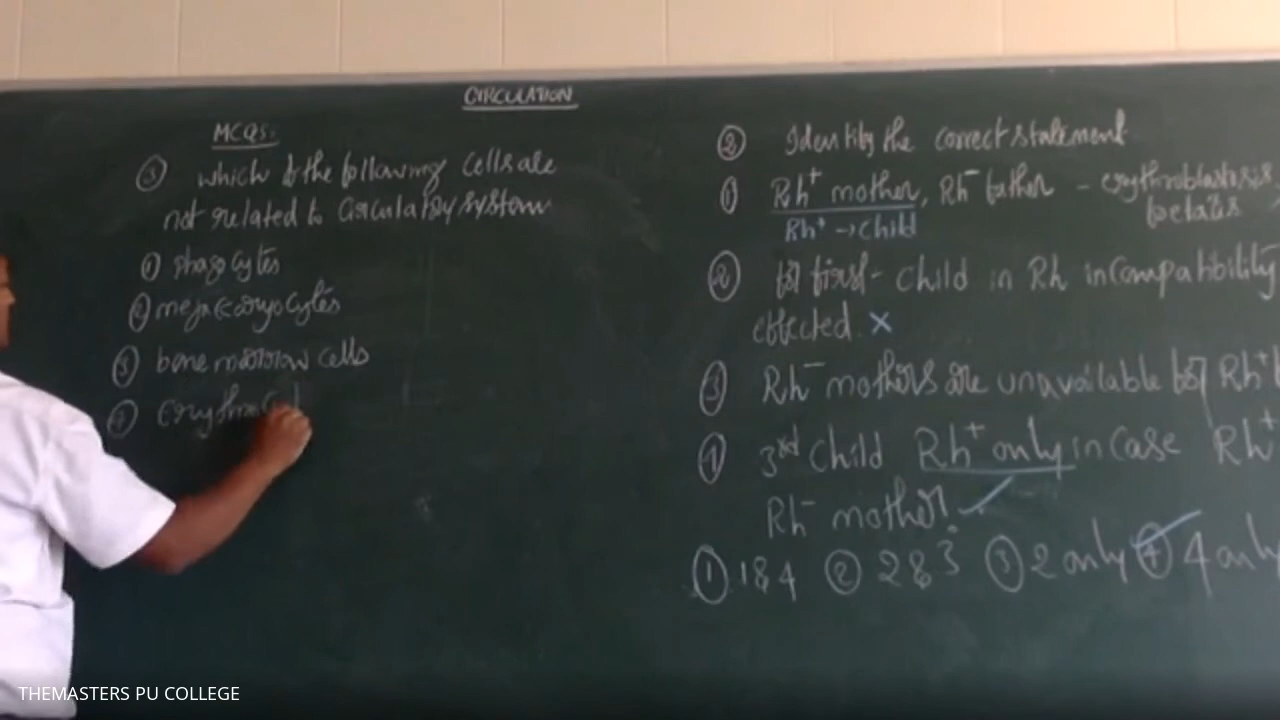 CIRCULATION
MCQS:
③ which of the following cells are
not related to Circulatory system
① phagocytes
② megacaryocytes
③ bone marrow cells
④ Erythroc
② Identify the correct statement
① Rh⁺ mother, Rh⁻ father - erythroblastosis
fetalis
Rh⁺ → child
② first- child in Rh incompatibility
effected ×
③ Rh⁻ mothers are unavailable Rh⁺
④ 3rd child Rh⁺ only in case Rh⁺
Rh⁻ mother. ✓
① 1&4 ② 2&3 ③ 2 only ④ 4 only
THEMASTERS PU COLLEGE